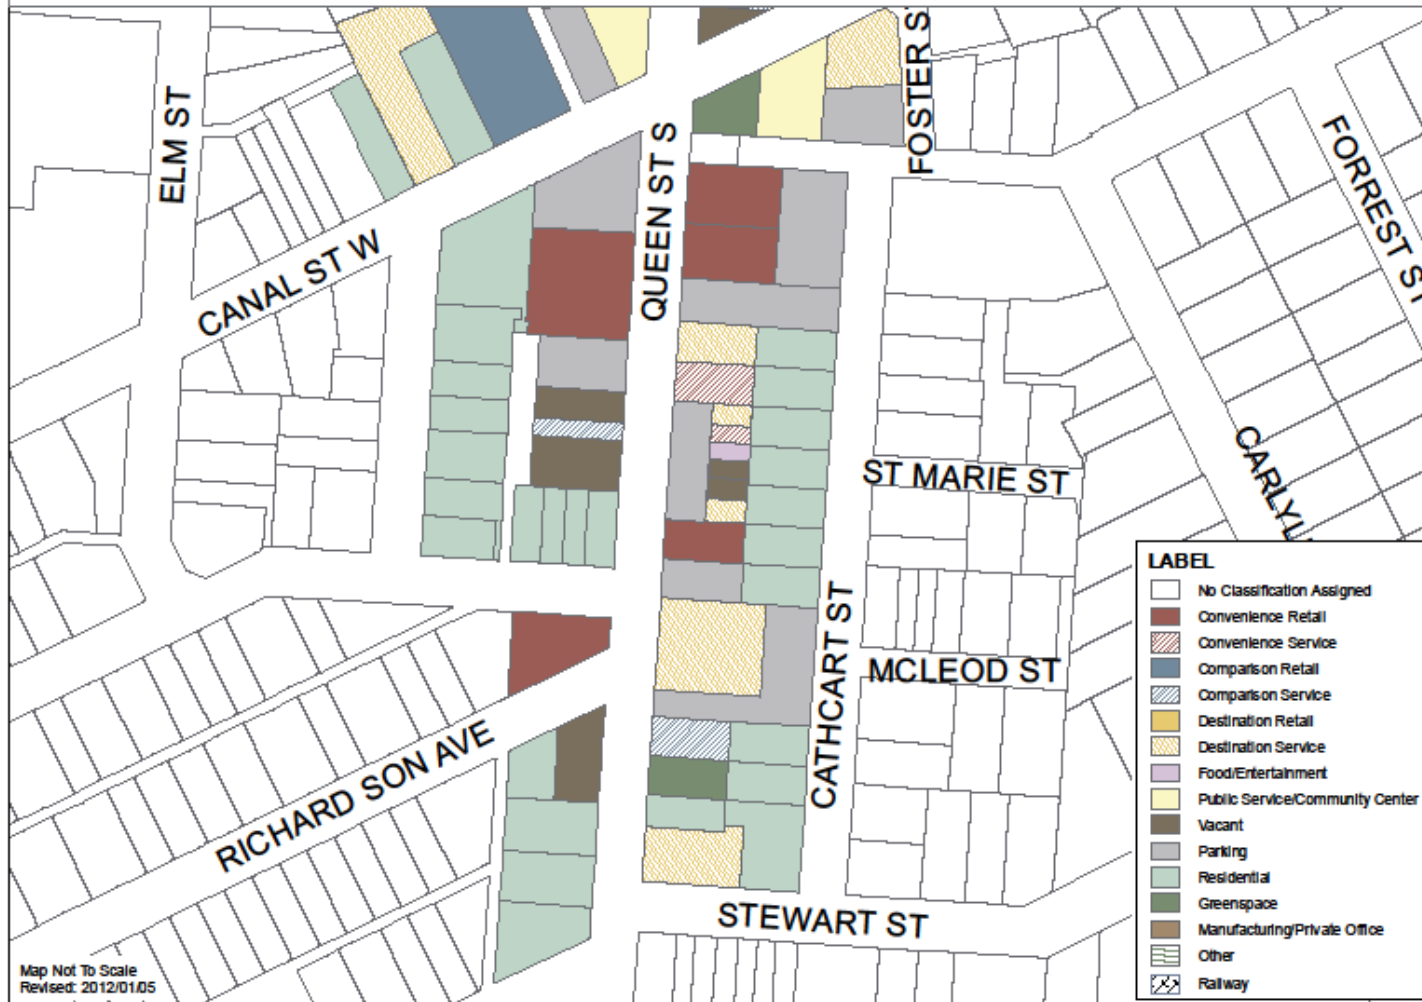 FOSTER S
ELM ST
QUEEN ST S
FORREST ST
CANAL ST W
ST MARIE ST
CARLYL
CATHCART ST
MCLEOD ST
RICHARD SON AVE
STEWART ST
LABEL
No Classification Assigned
Convenience Retail
Convenience Service
Comparison Retail
Comparison Service
Destination Retail
Destination Service
Food/Entertainment
Public Service/Community Center
Vacant
Parking
Residential
Greenspace
Manufacturing/Private Office
Other
Railway
Map Not To Scale
Revised: 2012/01/05